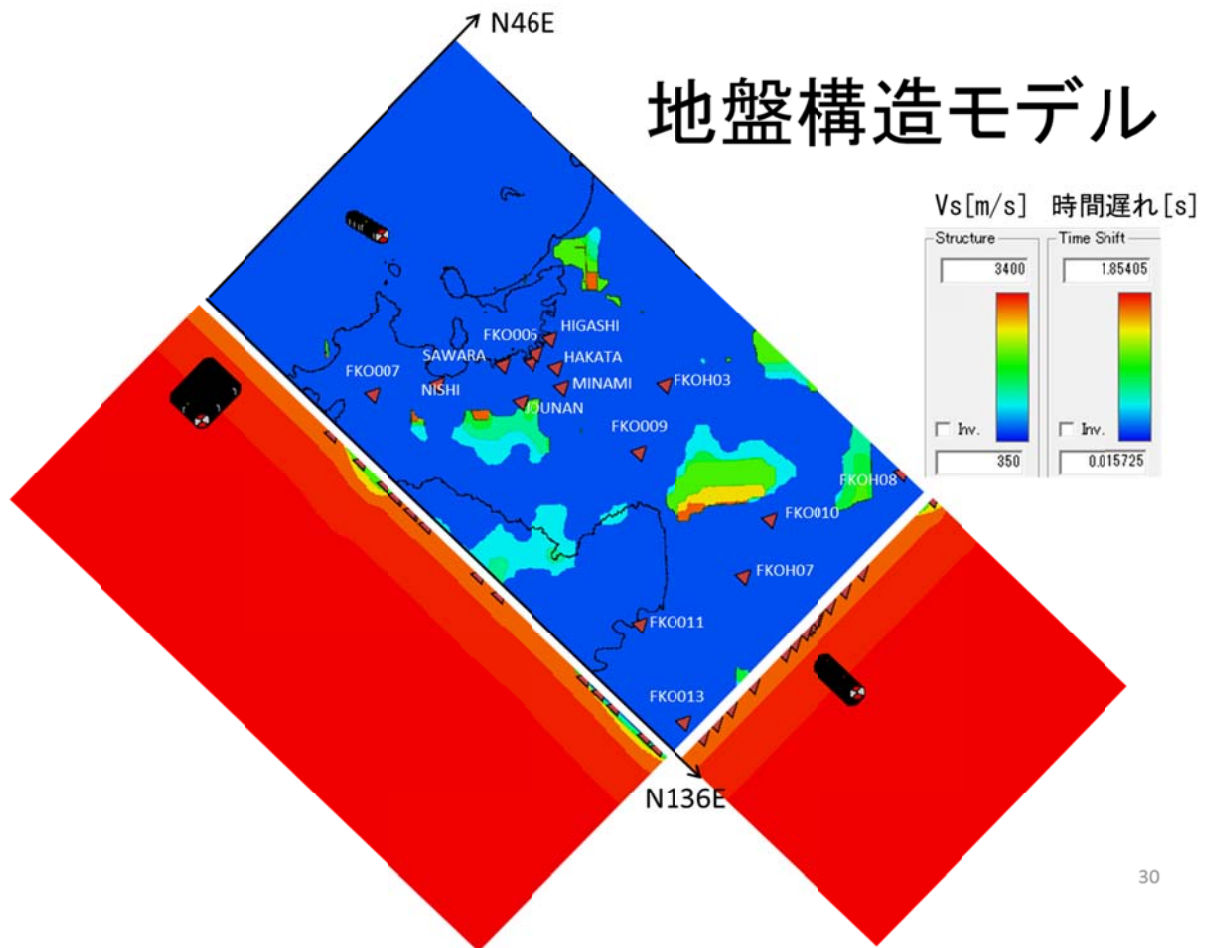 N46E
地盤構造モデル
Vs[m/s] 時間遅れ[s]
Structure Time Shift
3400 1.85405
Inv. Inv.
350 0.015725
HIGASHI
FKO006
SAWARA
HAKATA
FKO007
NISHI
MINAMI
FKOH03
JOUNAN
FKO009
FKOH08
FKO010
FKOH07
FKO011
FKO013
N136E
30